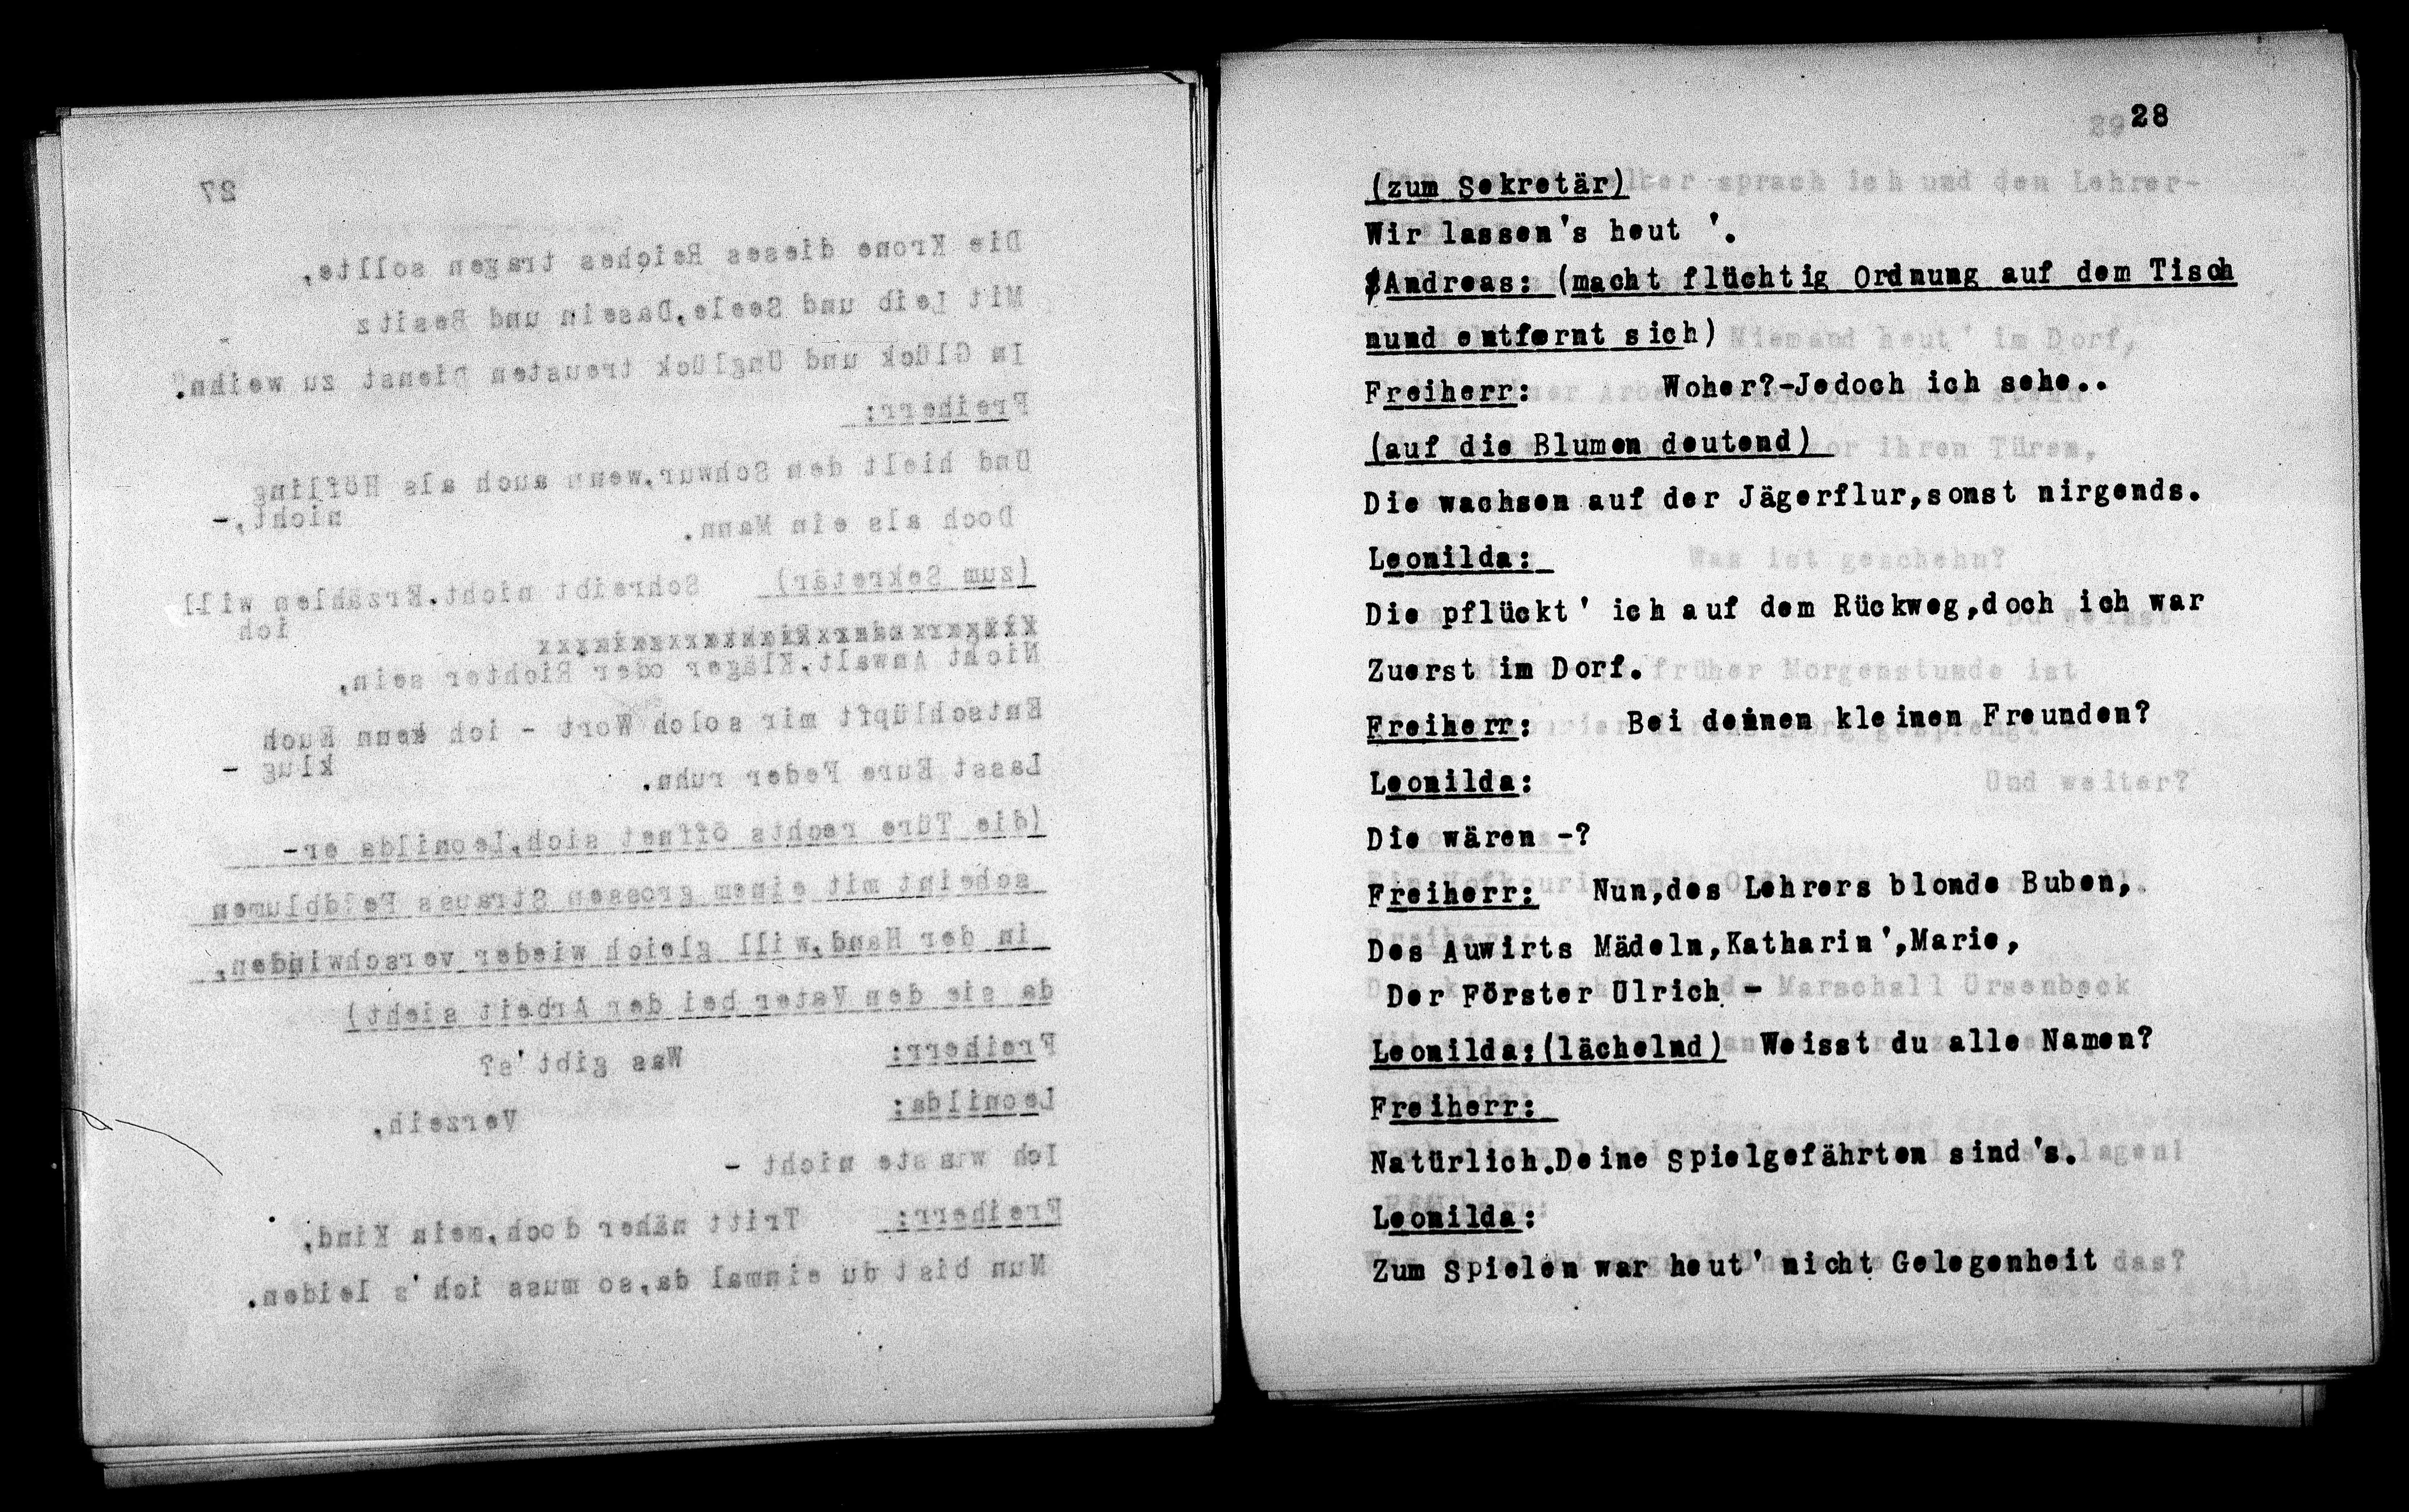 27
Die Krone dieses Reiches tragen sollte,
Mit Leib und Seele,Dasein und Besitz
Im Glück und Unglück treusten Dienst zu weihn.
Freiherr:
Und hielt den Schwur,wenn auch als Höfling
nicht,-
Doch als ein Mann.
(zum Sekretär) Schreibt nicht.Erzählen will
ich
Nicht Anwalt,Kläger oder Richter sein,
Entschlüpft mir solch Wort - ich kenn Euch
klug -
Lasst Eure Feder ruhn.
(die Türe rechts öffnet sich,Leonilda er-
scheint mit einem grossen Strauss Feldblumen
in der Hand,will gleich wieder verschwinden,
da sie den Vater bei der Arbeit sieht)
Freiherr: Was gibt's?
Leonilda: Verzeih,
Ich wusste nicht -
Freiherr: Tritt näher doch,mein Kind,
Nun bist du einmal da,so muss ich's leiden.
28
(zum Sekretär)
Wir lassen's heut '.
Andreas: (macht flüchtig Ordnung auf dem Tisch
nund entfernt sich)
Freiherr: Woher?-Jedoch ich sehe..
(auf die Blumen deutend)
Die wachsen auf der Jägerflur,sonst nirgends.
Leonilda:
Die pflückt' ich auf dem Rückweg,doch ich war
Zuerst im Dorf.
Freiherr: Bei deinen kleinen Freunden?
Leonilda:
Die wären -?
Freiherr: Nun,des Lehrers blonde Buben,
Des Auwirts Mädeln,Katharin',Marie,
Der Förster Ulrich -
Leonilda:(lächelnd) Weisst du alle Namen?
Freiherr:
Natürlich.Deine Spielgefährten sind's.
Leonilda:
Zum Spielen war heut' nicht Gelegenheit